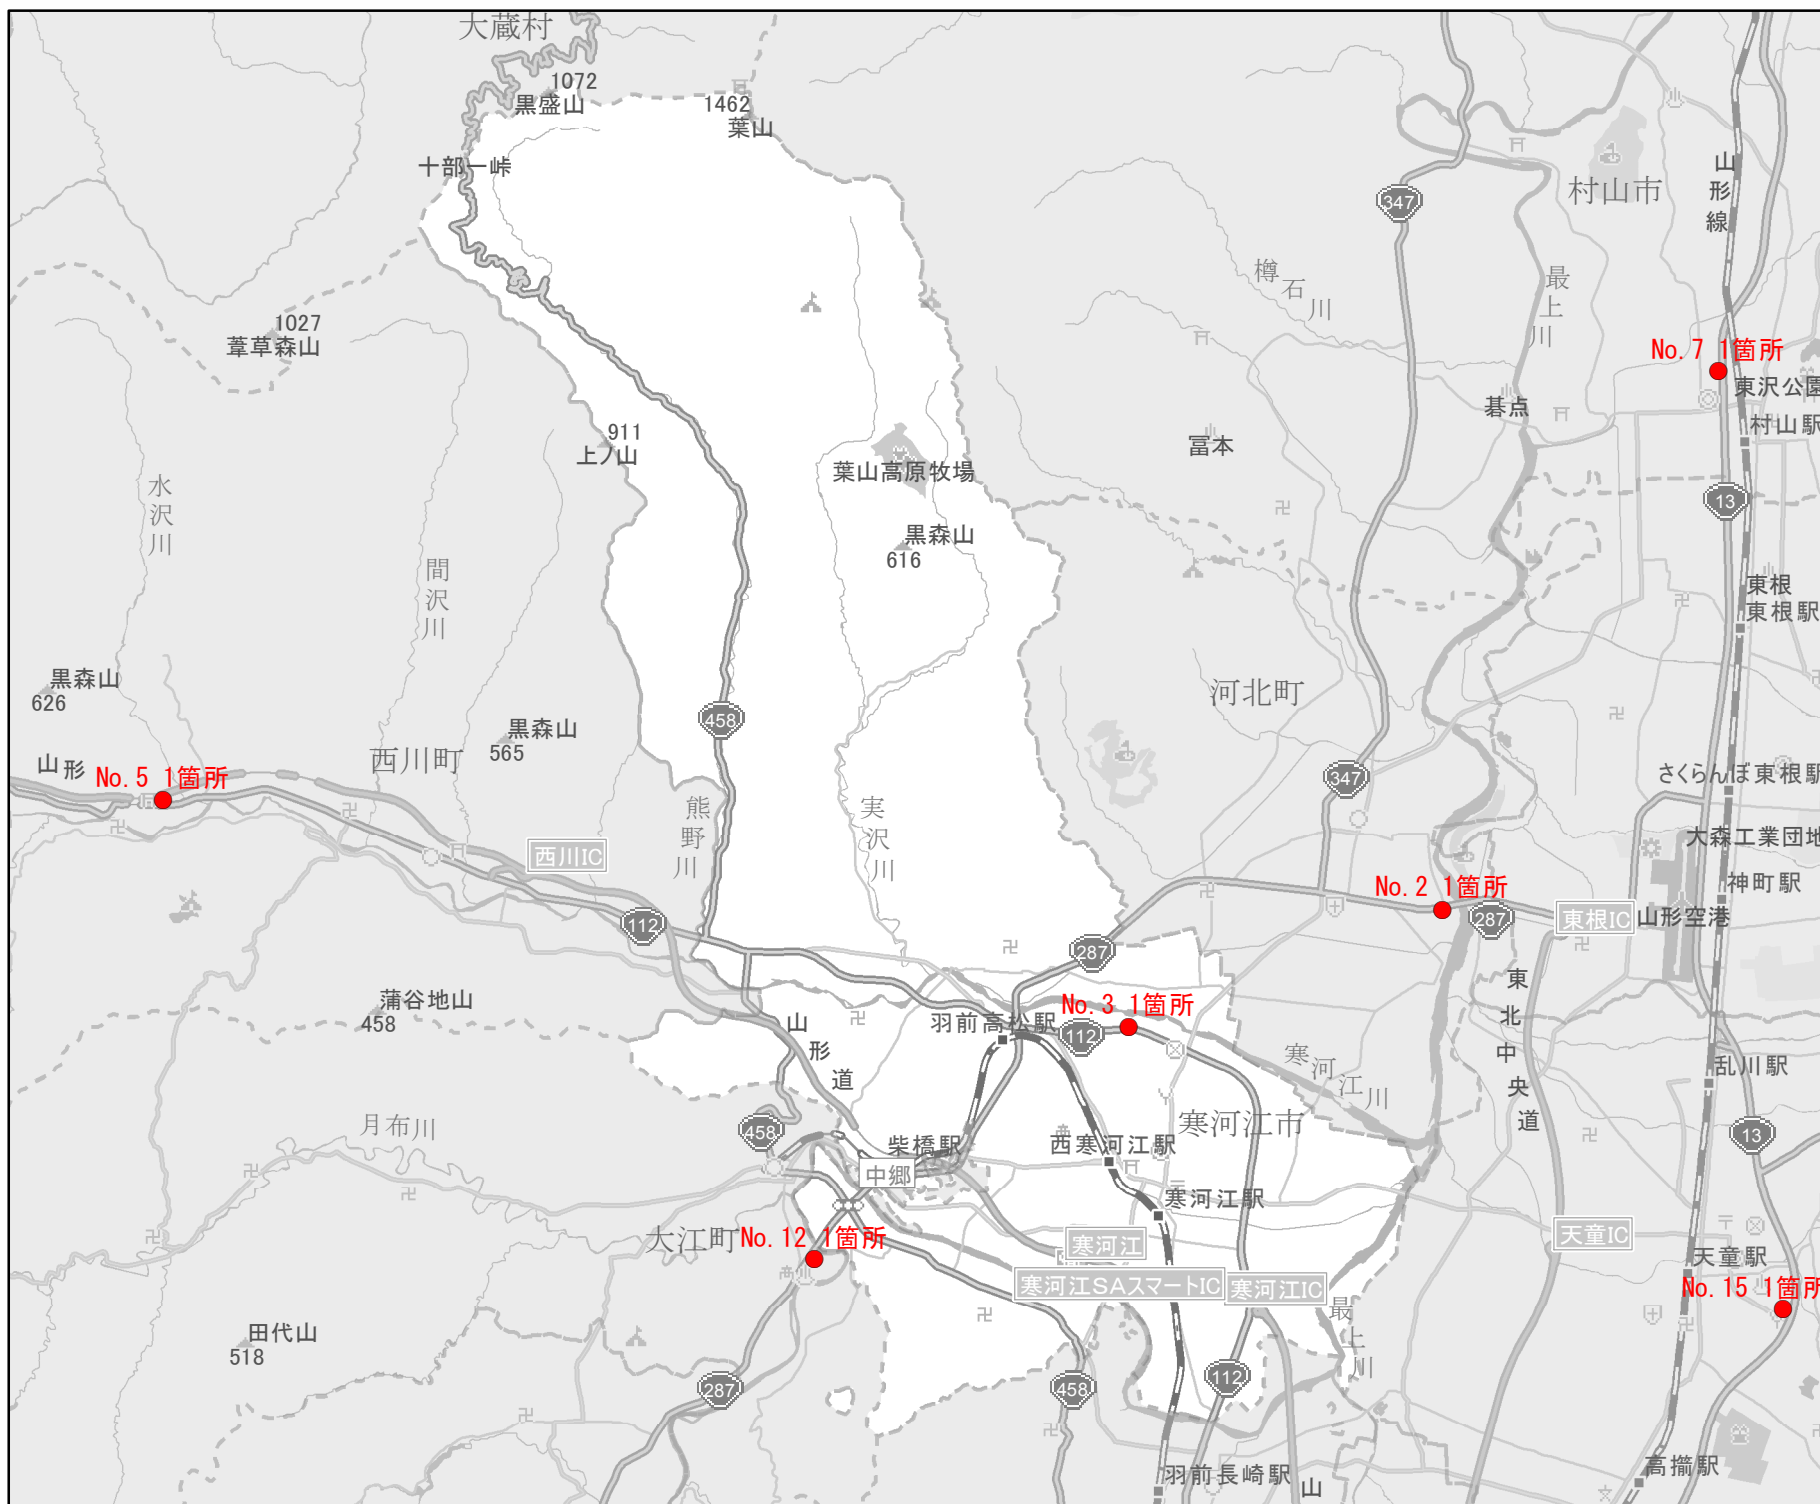 大蔵村
1072
黒盛山
1462
葉山
十部一峠
347
村山市
山形線
樽石川
最上川
1027
葦草森山
No.7 1箇所
東沢公園
碁点
村山駅
911
上ノ山
冨本
葉山高原牧場
水沢川
13
黒森山
616
間沢川
東根
東根駅
黒森山
626
河北町
458
黒森山
565
西川町
山形
No.5 1箇所
347
さくらんぼ東根駅
熊野川
実沢川
大森工業団地
西川IC
No.2 1箇所
神町駅
112
287
東根IC
山形空港
287
蒲谷地山
458
東北中央道
No.3 1箇所
羽前高松駅
112
山形道
寒河江川
乱川駅
月布川
458
柴橋駅
西寒河江駅
寒河江市
13
中郷
寒河江駅
大江町
No.12 1箇所
寒河江
天童IC
天童駅
寒河江SAスマートIC
寒河江IC
No.15 1箇所
最上川
田代山
518
287
458
112
羽前長崎駅
山
高擶駅